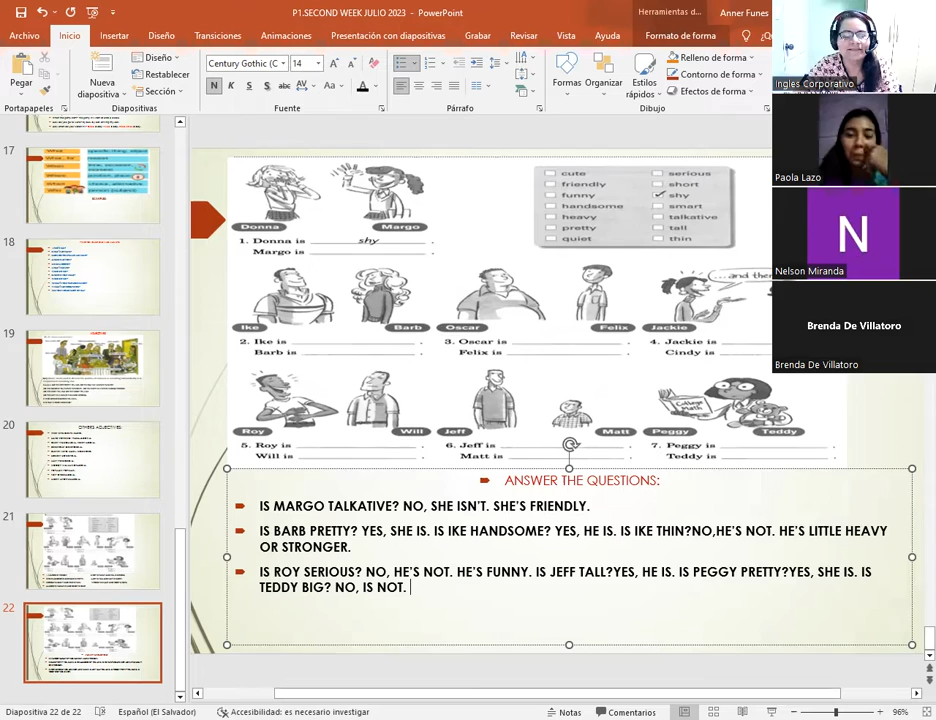 P1.SECOND WEEK JULIO 2023 - PowerPoint
Herramientas d...
Anner Funes
Archivo Inicio Insertar Diseño Transiciones Animaciones Presentación con diapositivas Grabar Revisar Vista Ayuda Formato de forma
Pegar
Portapapeles
Nueva diapositiva
Diseño
Restablecer
Sección
Diapositivas
Century Gothic (C 14
N K S abc AV Aa A
Fuente
Párrafo
Formas Organizar Estilos rápidos
Relleno de forma
Contorno de forma
Efectos de forma
Dibujo
Ingles Corporativo
Paola Lazo
N
Nelson Miranda
Brenda De Villatoro
Brenda De Villatoro
17
18
19
20
21
22
cute serious
friendly short
funny shy
handsome smart
heavy talkative
pretty tall
quiet thin
Donna Margo
1. Donna is shy .
Margo is .
...and the
Ike Barb Oscar Felix Jackie
2. Ike is .
Barb is .
3. Oscar is .
Felix is .
4. Jackie is
Cindy is
College Math
Roy Will Jeff Matt Peggy Teddy
5. Roy is .
Will is .
6. Jeff is .
Matt is .
7. Peggy is .
Teddy is .
ANSWER THE QUESTIONS:
IS MARGO TALKATIVE? NO, SHE ISN'T. SHE'S FRIENDLY.
IS BARB PRETTY? YES, SHE IS. IS IKE HANDSOME? YES, HE IS. IS IKE THIN?NO,HE'S NOT. HE'S LITTLE HEAVY
OR STRONGER.
IS ROY SERIOUS? NO, HE'S NOT. HE'S FUNNY. IS JEFF TALL?YES, HE IS. IS PEGGY PRETTY?YES, SHE IS. IS
TEDDY BIG? NO, IS NOT.
Diapositiva 22 de 22 Español (El Salvador) Accesibilidad: es necesario investigar Notas Comentarios 96%